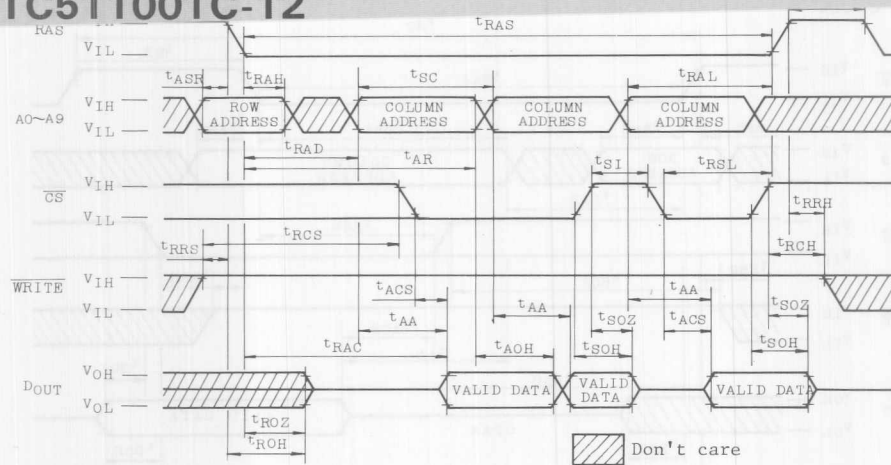 TC511001C-12
RAS
VIL
tRAS
tASR tRAH tSC tRAL
A0~A9
VIH
VIL
ROW ADDRESS
COLUMN ADDRESS
COLUMN ADDRESS
COLUMN ADDRESS
tRAD tAR
tSI tRSL
CS
VIH
VIL
tRRH
tRRS tRCS tRCH
WRITE
VIH
VIL
tACS tAA
tAA tAA tSOZ
tSOZ tACS
tRAC tAOH tSOH tSOH
DOUT
VOH
VOL
VALID DATA
VALID DATA
VALID DATA
tROZ
tROH
Don't care